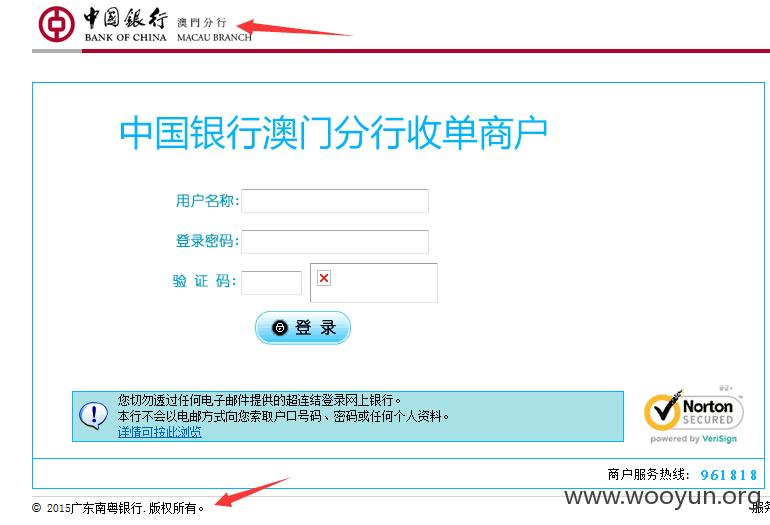 中国银行 澳門分行
BANK OF CHINA MACAU BRANCH
中国银行澳门分行收单商户
用户名称:
登录密码:
验 证 码:
登 录
您切勿透过任何电子邮件提供的超连结登录网上银行。
本行不会以电邮方式向您索取户口号码、密码或任何个人资料。
详情可按此浏览
Norton
SECURED
powered by VeriSign
商户服务热线: 961818
© 2015广东南粤银行.版权所有。
服务
www.wooyun.org